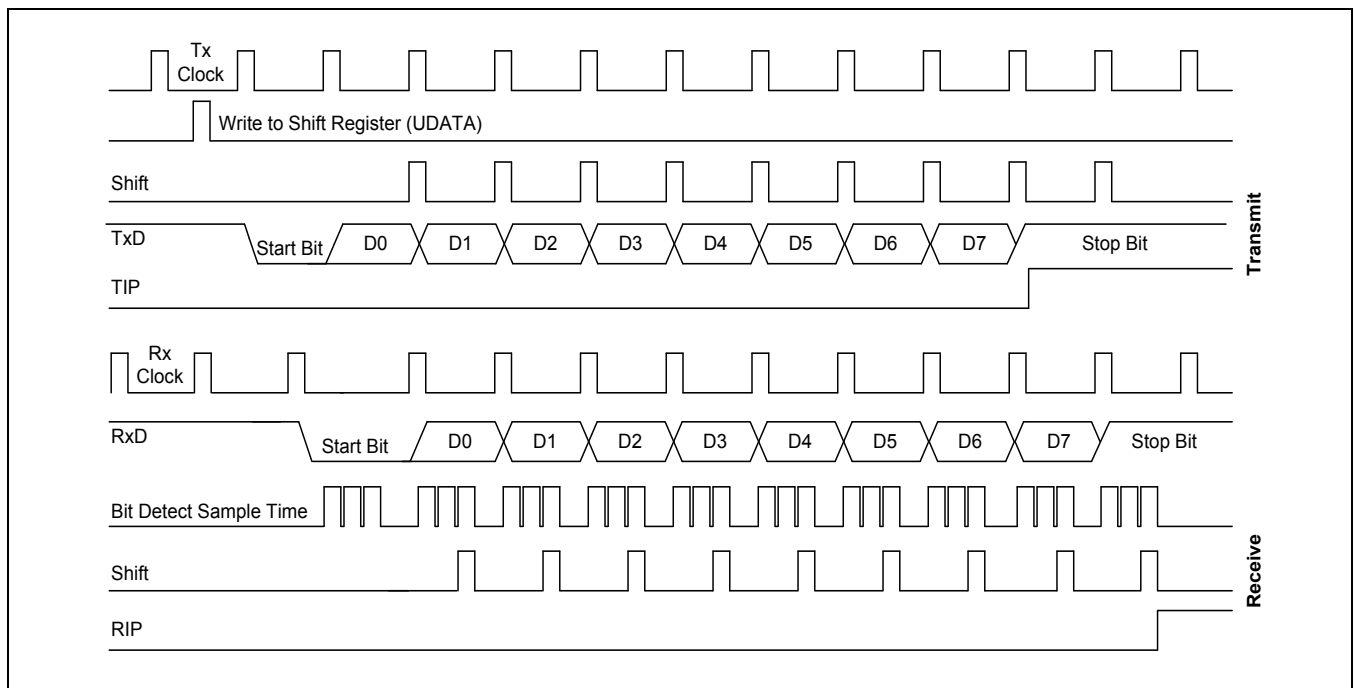 Tx
Clock
Write to Shift Register (UDATA)
Shift
TxD
Start Bit
D0
D1
D2
D3
D4
D5
D6
D7
Stop Bit
TIP
Transmit
Rx
Clock
RxD
Start Bit
D0
D1
D2
D3
D4
D5
D6
D7
Stop Bit
Bit Detect Sample Time
Shift
RIP
Receive